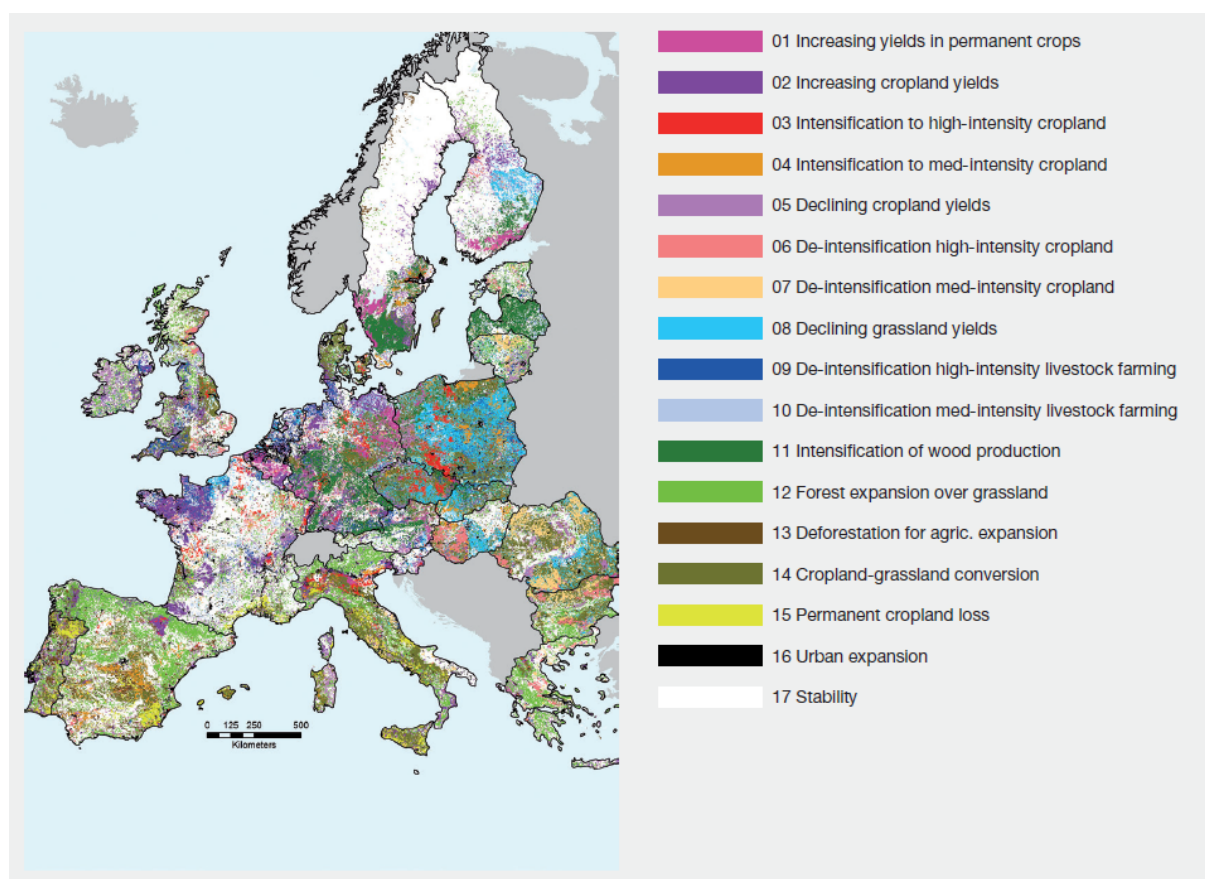 01 Increasing yields in permanent crops
02 Increasing cropland yields
03 Intensification to high-intensity cropland
04 Intensification to med-intensity cropland
05 Declining cropland yields
06 De-intensification high-intensity cropland
07 De-intensification med-intensity cropland
08 Declining grassland yields
09 De-intensification high-intensity livestock farming
10 De-intensification med-intensity livestock farming
11 Intensification of wood production
12 Forest expansion over grassland
13 Deforestation for agric. expansion
14 Cropland-grassland conversion
15 Permanent cropland loss
16 Urban expansion
17 Stability
0 125 250 500
Kilometers